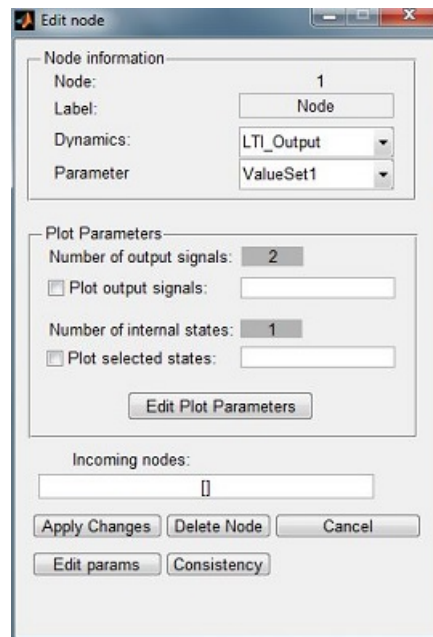 Edit node
Node information
Node: 1
Label: Node
Dynamics: LTI_Output
Parameter ValueSet1
Plot Parameters
Number of output signals: 2
Plot output signals:
Number of internal states: 1
Plot selected states:
Edit Plot Parameters
Incoming nodes:
[]
Apply Changes Delete Node Cancel
Edit params Consistency